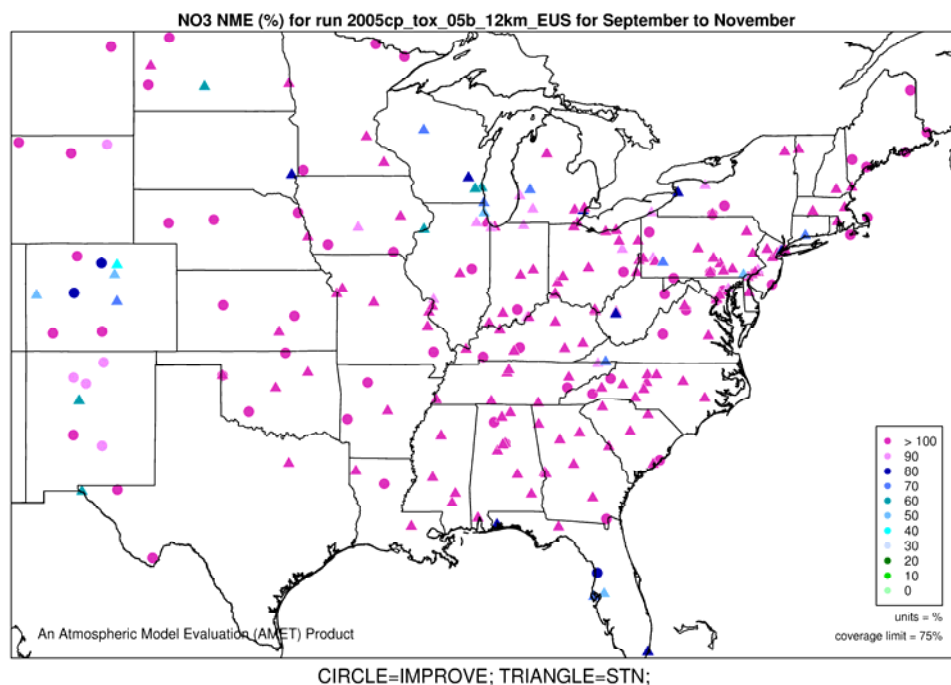 NO3 NME (%) for run 2005cp_tox_05b_12km_EUS for September to November
> 100
90
80
70
60
50
40
30
20
10
0
units = %
coverage limit = 75%
An Atmospheric Model Evaluation (AMET) Product
CIRCLE=IMPROVE; TRIANGLE=STN;